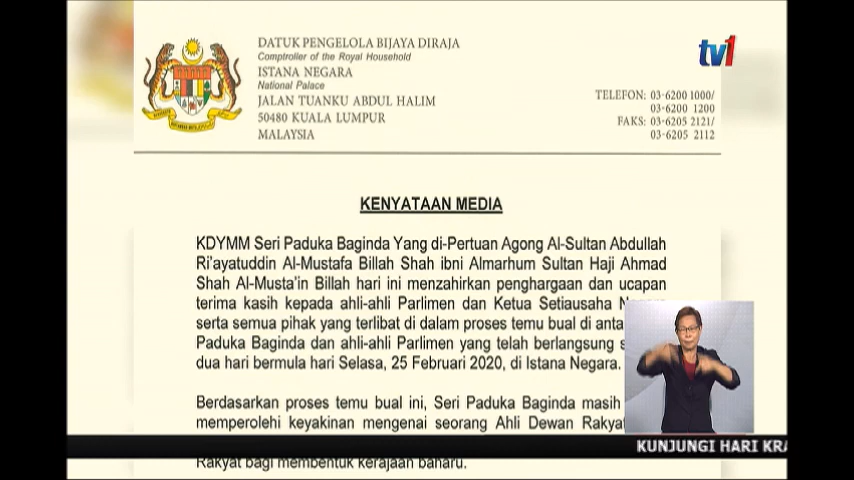 tv1
DATUK PENGELOLA BIJAYA DIRAJA
Comptroller of the Royal Household
ISTANA NEGARA
National Palace
JALAN TUANKU ABDUL HALIM
50480 KUALA LUMPUR
MALAYSIA
TELEFON: 03-6200 1000/
03-6200 1200
FAKS: 03-6205 2121/
03-6205 2112
KENYATAAN MEDIA
KDYMM Seri Paduka Baginda Yang di-Pertuan Agong Al-Sultan Abdullah
Ri'ayatuddin Al-Mustafa Billah Shah ibni Almarhum Sultan Haji Ahmad
Shah Al-Musta'in Billah hari ini menzahirkan penghargaan dan ucapan
terima kasih kepada ahli-ahli Parlimen dan Ketua Setiausaha
serta semua pihak yang terlibat di dalam proses temu bual di
Paduka Baginda dan ahli-ahli Parlimen yang telah berlangsung
dua hari bermula hari Selasa, 25 Februari 2020, di Istana Negara.
Berdasarkan proses temu bual ini, Seri Paduka Baginda masih
memperolehi keyakinan mengenai seorang Ahli Dewan Rakyat
Rakyat bagi membentuk kerajaan baharu.
KUNJUNGI HARI KRA